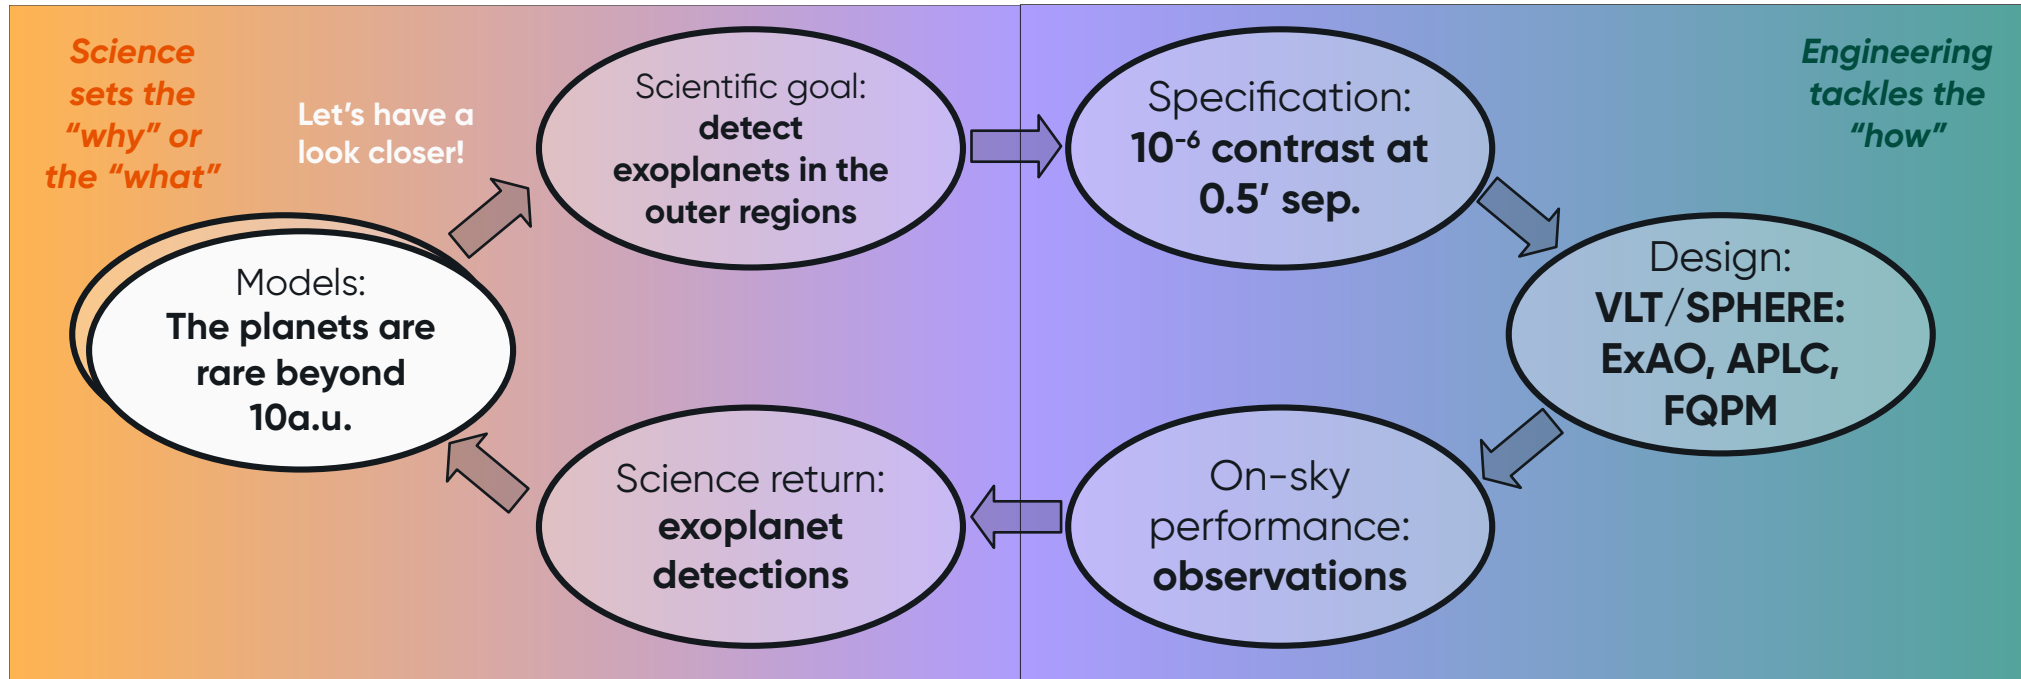 Science
sets the
“why” or
the “what”
Let’s have a
look closer!
Scientific goal:
detect
exoplanets in the
outer regions
Specification:
10⁻⁶ contrast at
0.5′ sep.
Engineering
tackles the
“how”
Models:
The planets are
rare beyond
10a.u.
Design:
VLT/SPHERE:
ExAO, APLC,
FQPM
Science return:
exoplanet
detections
On-sky
performance:
observations